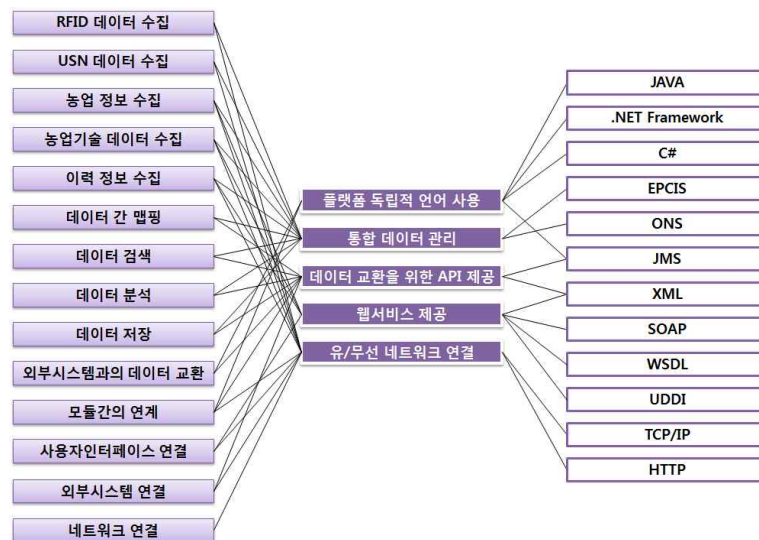 RFID 데이터 수집
USN 데이터 수집
농업 정보 수집
농업기술 데이터 수집
이력 정보 수집
데이터 간 맵핑
데이터 검색
데이터 분석
데이터 저장
외부시스템과의 데이터 교환
모듈간의 연계
사용자인터페이스 연결
외부시스템 연결
네트워크 연결
플랫폼 독립적 언어 사용
통합 데이터 관리
데이터 교환을 위한 API 제공
웹서비스 제공
유/무선 네트워크 연결
JAVA
.NET Framework
C#
EPCIS
ONS
JMS
XML
SOAP
WSDL
UDDI
TCP/IP
HTTP